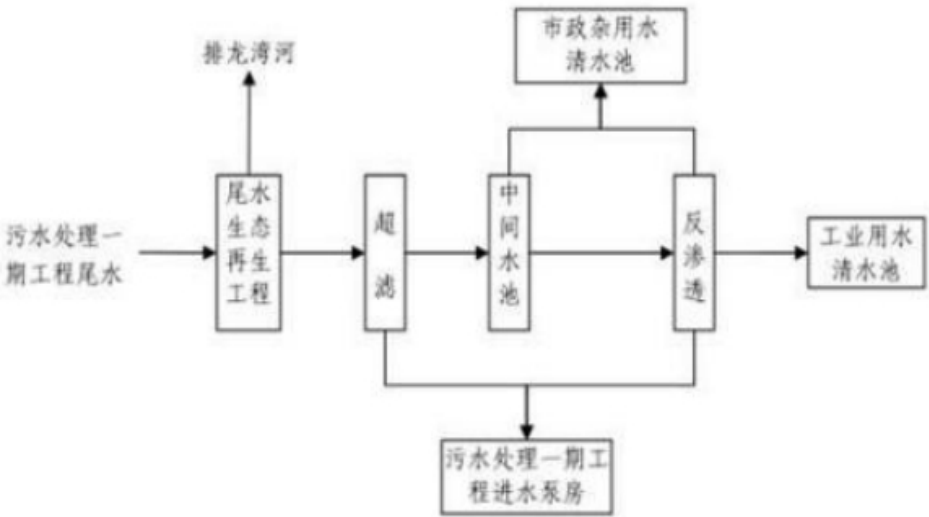 市政杂用水
清水池
排龙湾河
污水处理一
期工程尾水
尾水
生态
再生
工程
超
滤
中
间
水
池
反
渗
透
工业用水
清水池
污水处理一期工
程进水泵房